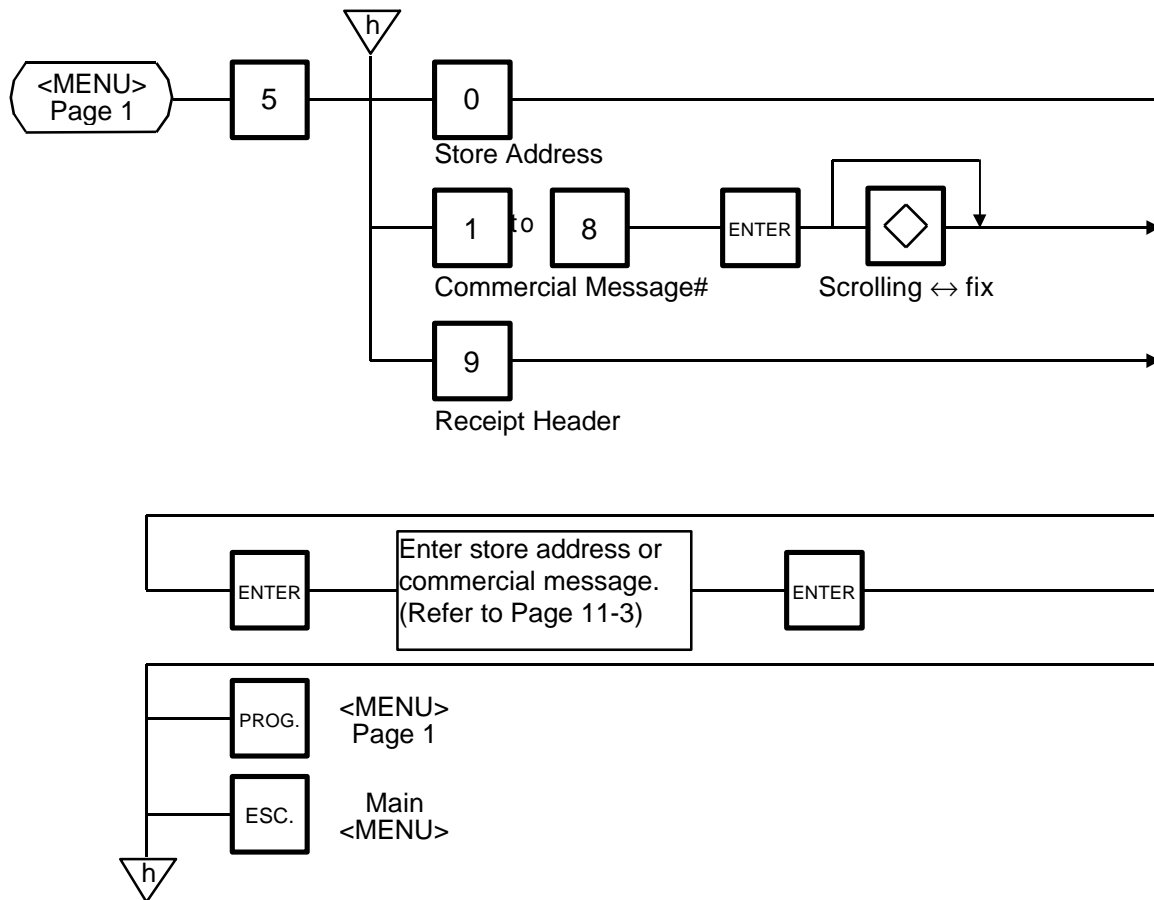 h
<MENU>
Page 1
5
0
Store Address
1 to 8
ENTER
Commercial Message#
Scrolling ↔ fix
9
Receipt Header
ENTER
Enter store address or
commercial message.
(Refer to Page 11-3)
ENTER
PROG.
<MENU>
Page 1
ESC.
Main
<MENU>
h